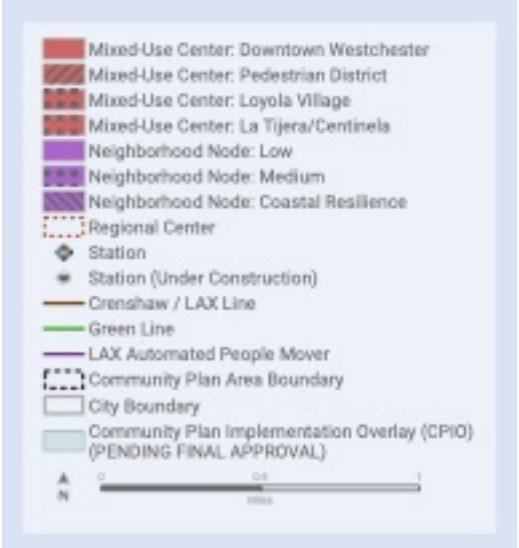 Mixed-Use Center: Downtown Westchester
Mixed-Use Center: Pedestrian District
Mixed-Use Center: Loyola Village
Mixed-Use Center: La Tijera/Centinela
Neighborhood Node: Low
Neighborhood Node: Medium
Neighborhood Node: Coastal Resilience
Regional Center
Station
Station (Under Construction)
Crenshaw / LAX Line
Green Line
LAX Automated People Mover
Community Plan Area Boundary
City Boundary
Community Plan Implementation Overlay (CPIO)
(PENDING FINAL APPROVAL)
N
0 0.5 1
Miles